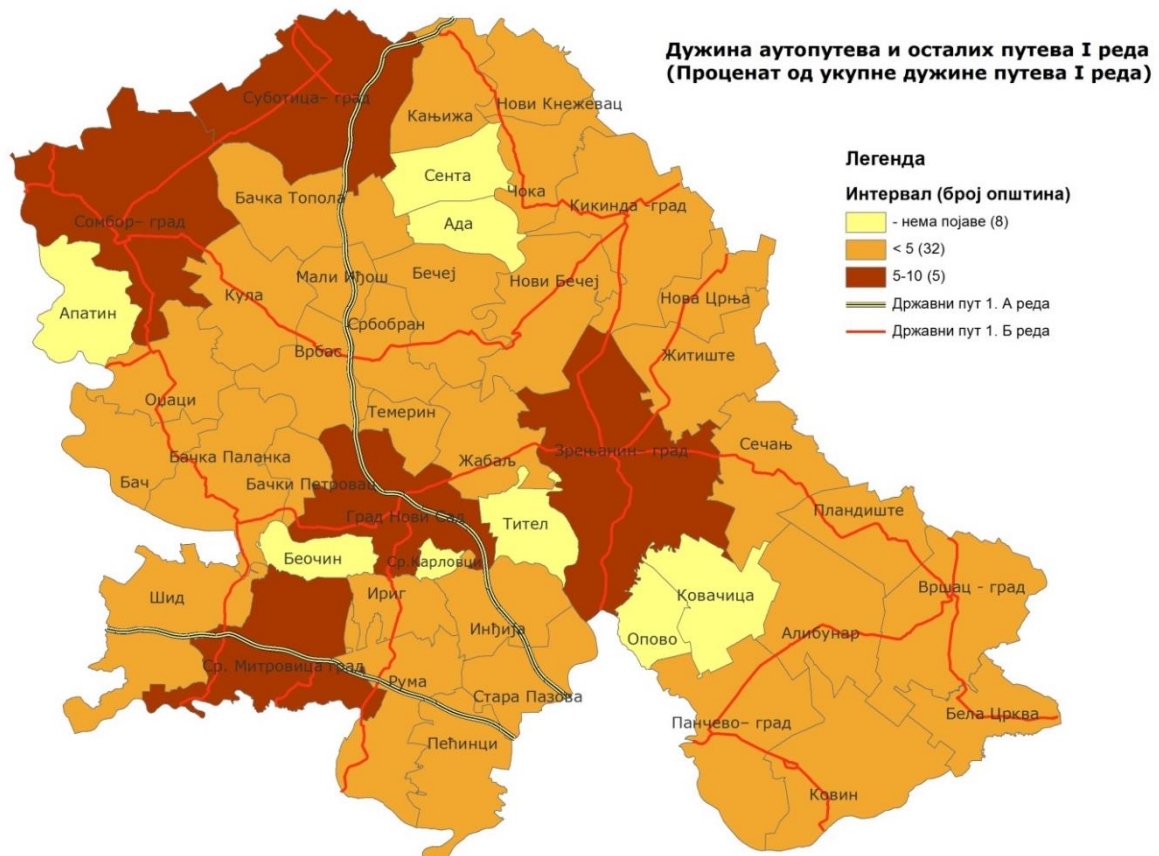 Дужина аутопутева и осталих путева I реда
(Проценат од укупне дужине путева I реда)
Легенда
Интервал (број општина)
- нема појаве (8)
< 5 (32)
5-10 (5)
Државни пут 1. А реда
Државни пут 1. Б реда
Суботица- град
Кањижа
Нови Кнежевац
Сента
Чока
Бачка Топола
Ада
Кикинда -град
Сомбор- град
Мали Иђош
Бечеј
Нови Бечеј
Кула
Апатин
Нова Црња
Србобран
Врбас
Житиште
Оџаци
Темерин
Зрењанин- град
Сечањ
Жабаљ
Бачка Паланка
Бач
Бачки Петровац
Град Нови Сад
Тител
Пландиште
Беочин
Ср.Карловци
Шид
Ириг
Ковачица
Вршац - град
Инђија
Опово
Алибунар
Ср. Митровица град
Рума
Стара Пазова
Панчево- град
Бела Црква
Пећинци
Ковин